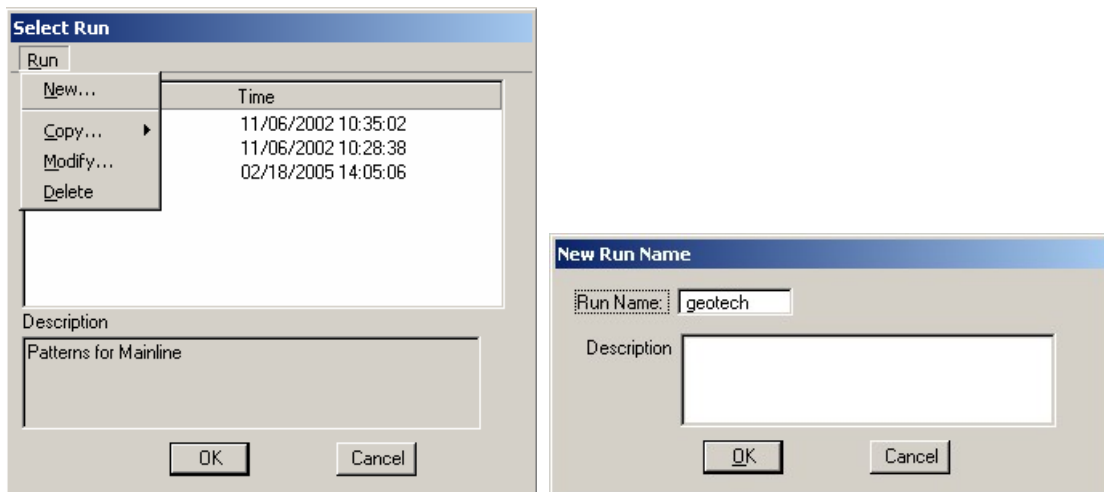 Select Run
Run
New...
Copy...
Modify...
Delete
Time
11/06/2002 10:35:02
11/06/2002 10:28:38
02/18/2005 14:05:06
Description
Patterns for Mainline
OK
Cancel
New Run Name
Run Name:
geotech
Description
OK
Cancel